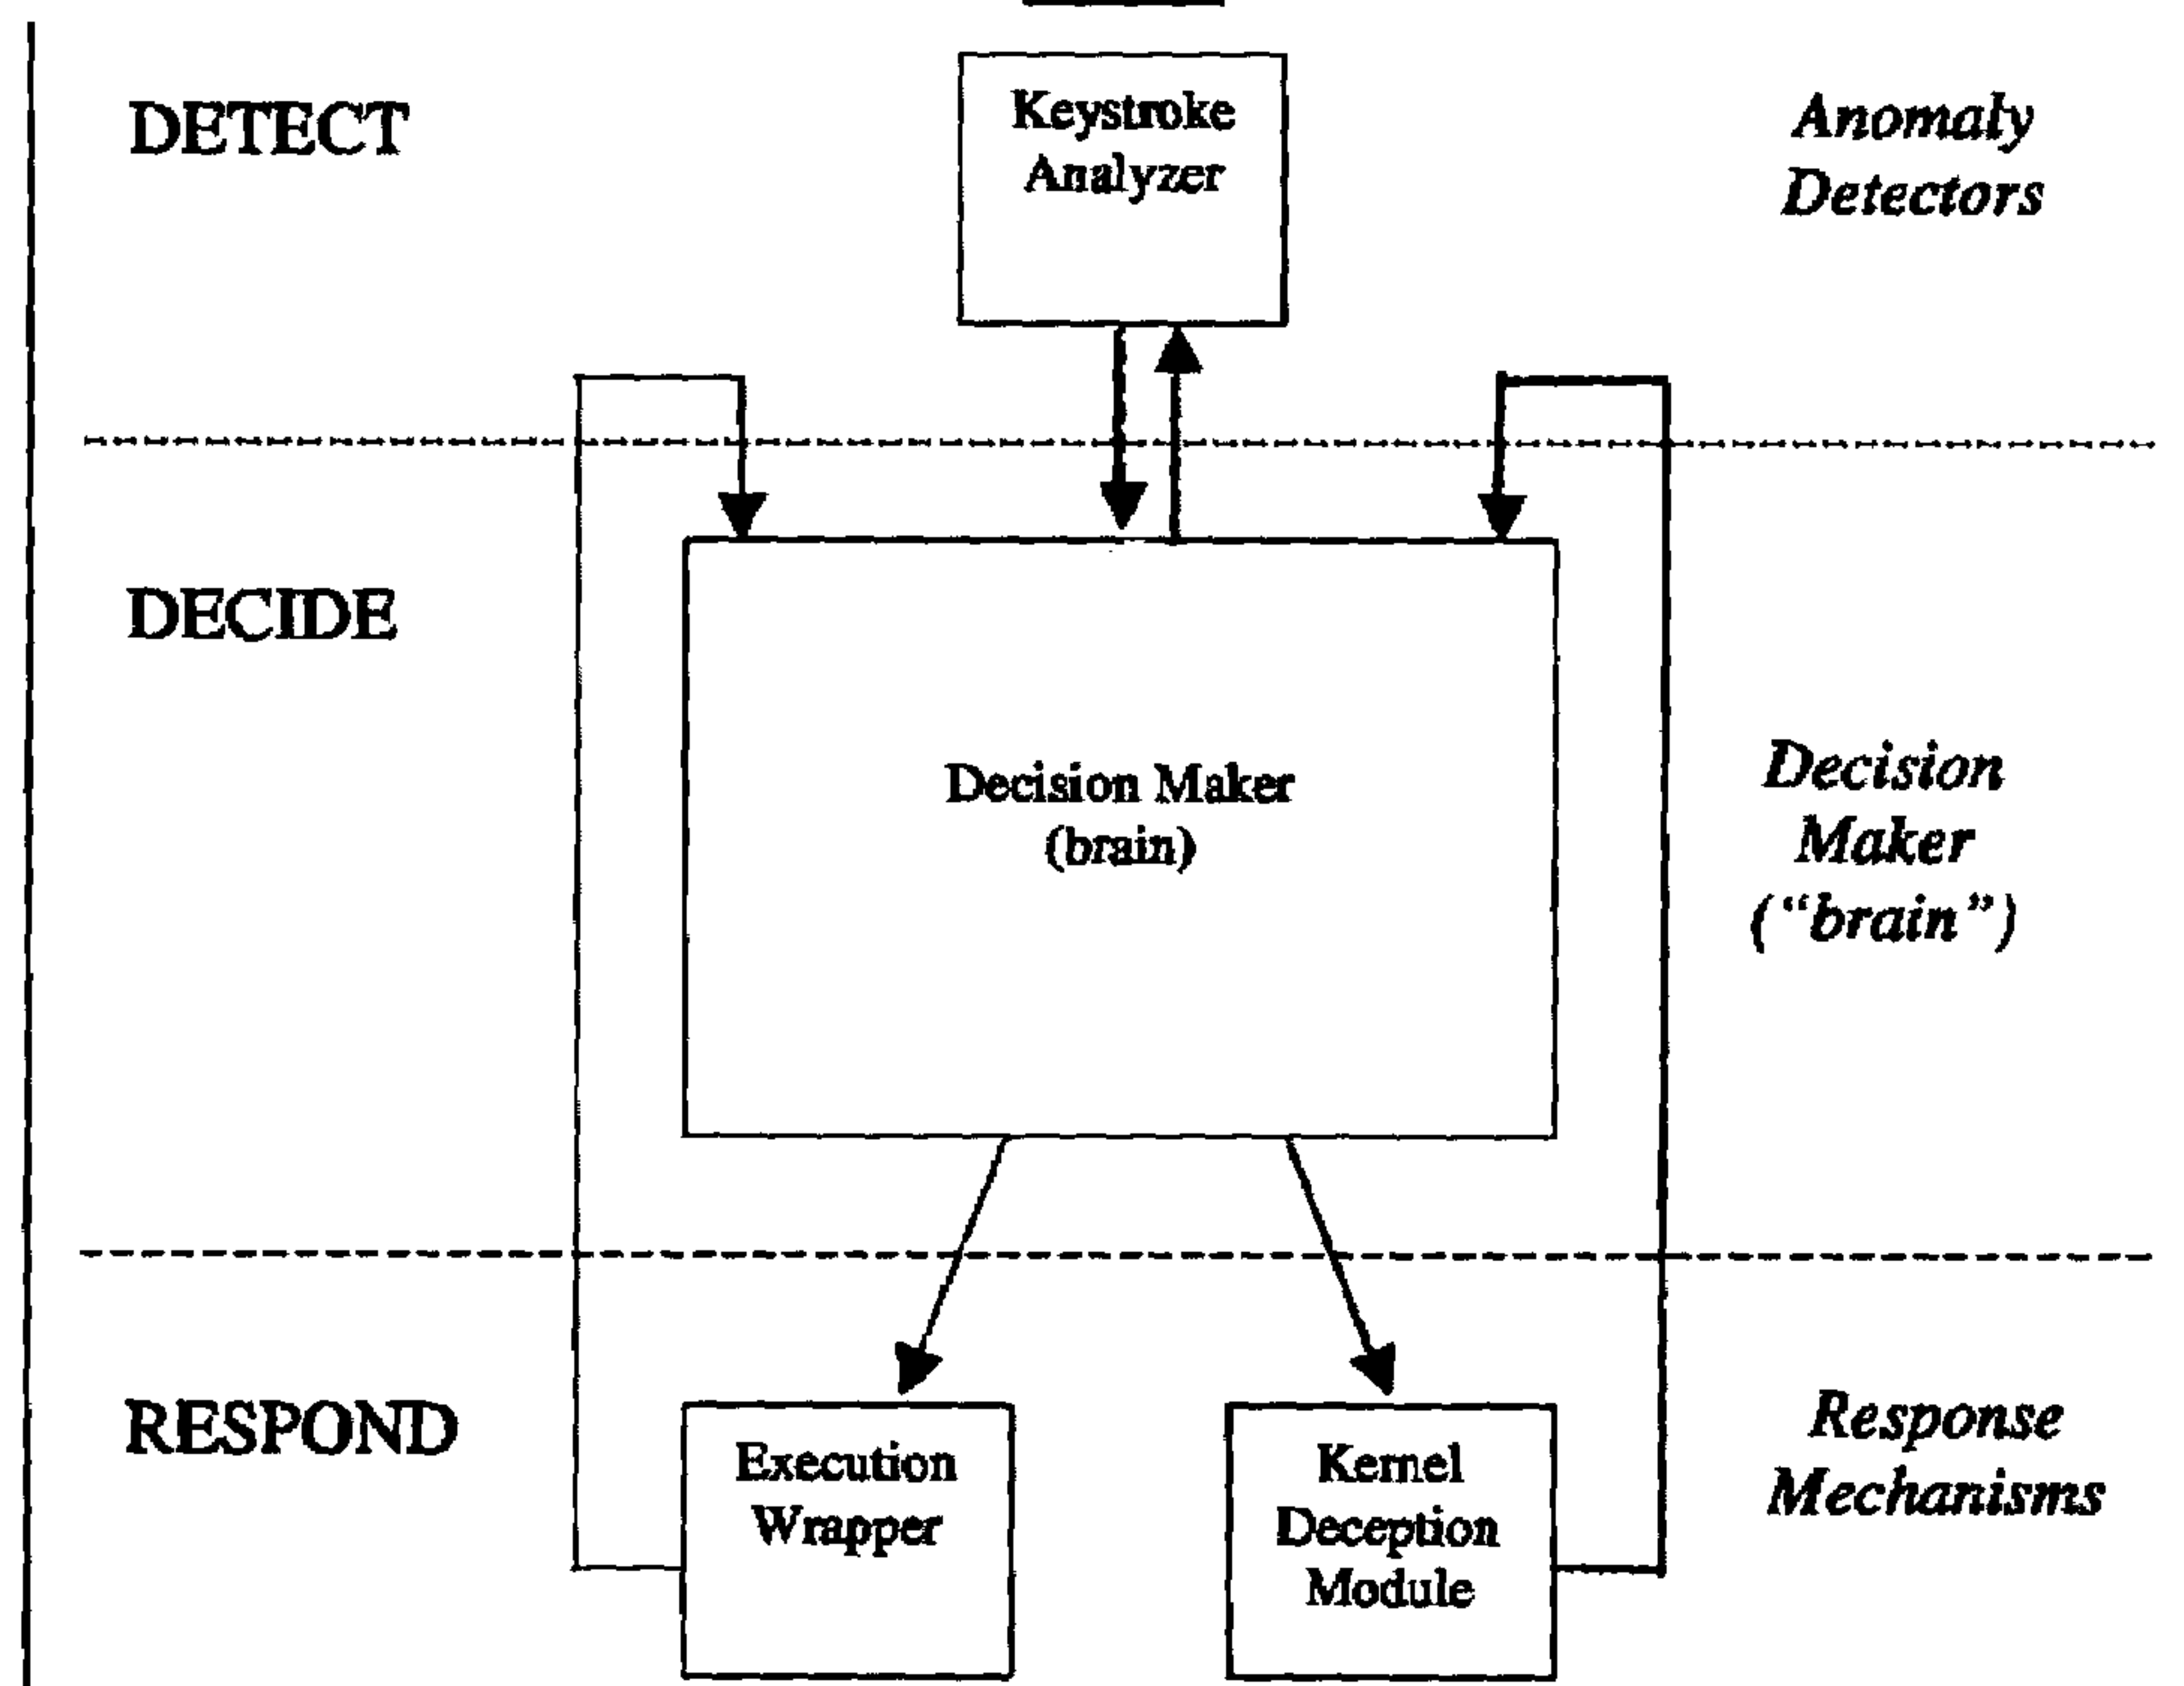 DETECT
Keystroke
Analyzer
Anomaly
Detectors
DECIDE
Decision Maker
(brain)
Decision
Maker
("brain")
RESPOND
Execution
Wrapper
Kernel
Deception
Module
Response
Mechanisms